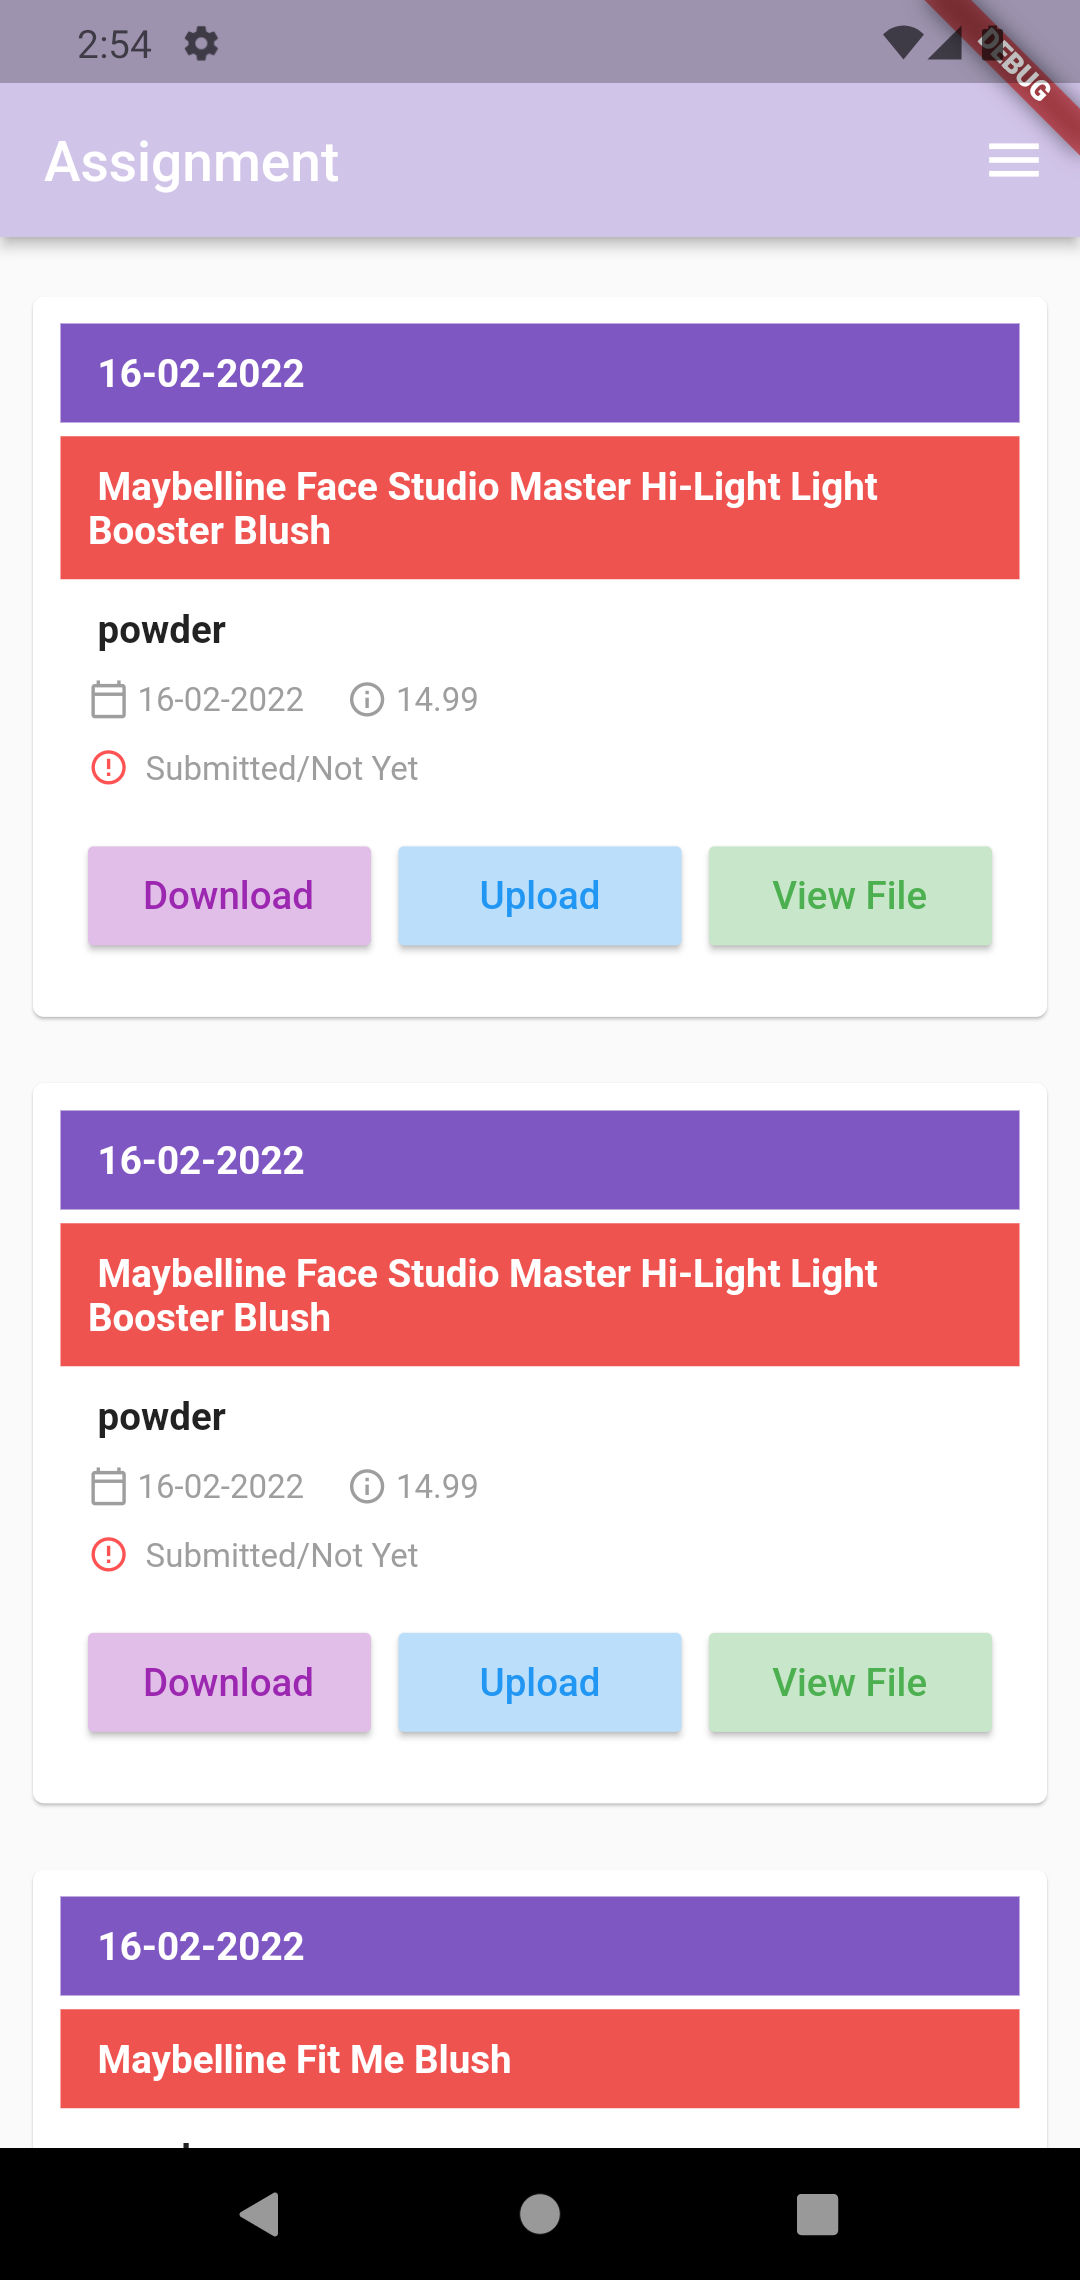 2:54
DEBUG
Assignment
16-02-2022
Maybelline Face Studio Master Hi-Light Light
Booster Blush
powder
16-02-2022 14.99
Submitted/Not Yet
Download Upload View File
16-02-2022
Maybelline Face Studio Master Hi-Light Light
Booster Blush
powder
16-02-2022 14.99
Submitted/Not Yet
Download Upload View File
16-02-2022
Maybelline Fit Me Blush